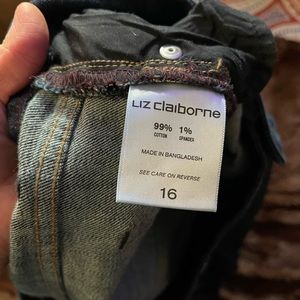 LIZ claiborne
99% 1%
COTTON SPANDEX
MADE IN BANGLADESH
SEE CARE ON REVERSE
16